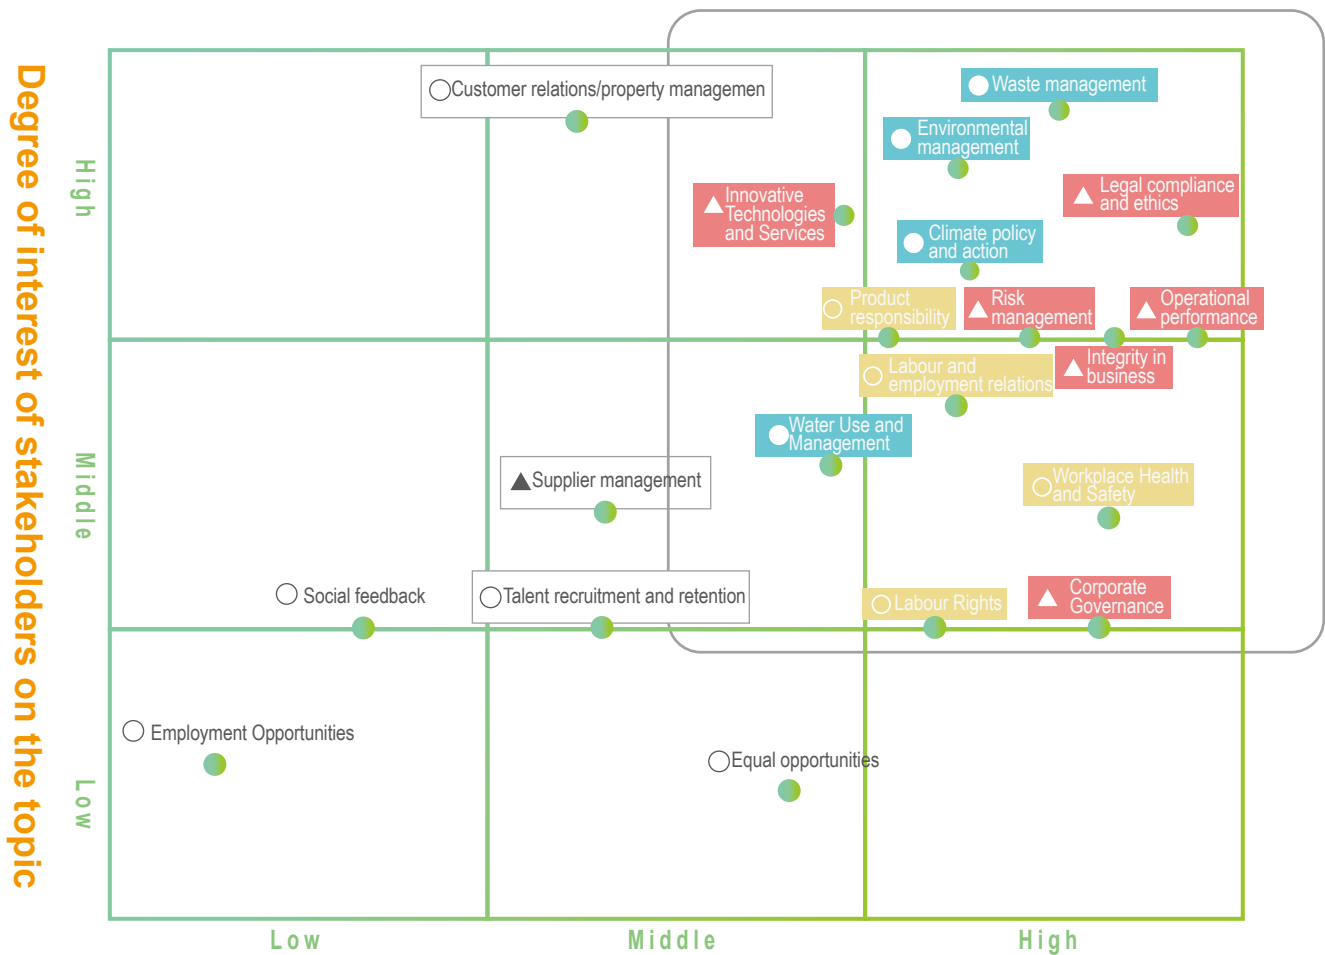 Degree of interest of stakeholders on the topic
High
Middle
Low
Customer relations/property managemen
Waste management
Environmental
management
Innovative
Technologies
and Services
Legal compliance
and ethics
Climate policy
and action
Product
responsibility
Risk
management
Operational
performance
Labour and
employment relations
Integrity in
business
Water Use and
Management
Supplier management
Workplace Health
and Safety
Social feedback
Talent recruitment and retention
Labour Rights
Corporate
Governance
Employment Opportunities
Equal opportunities
Low
Middle
High